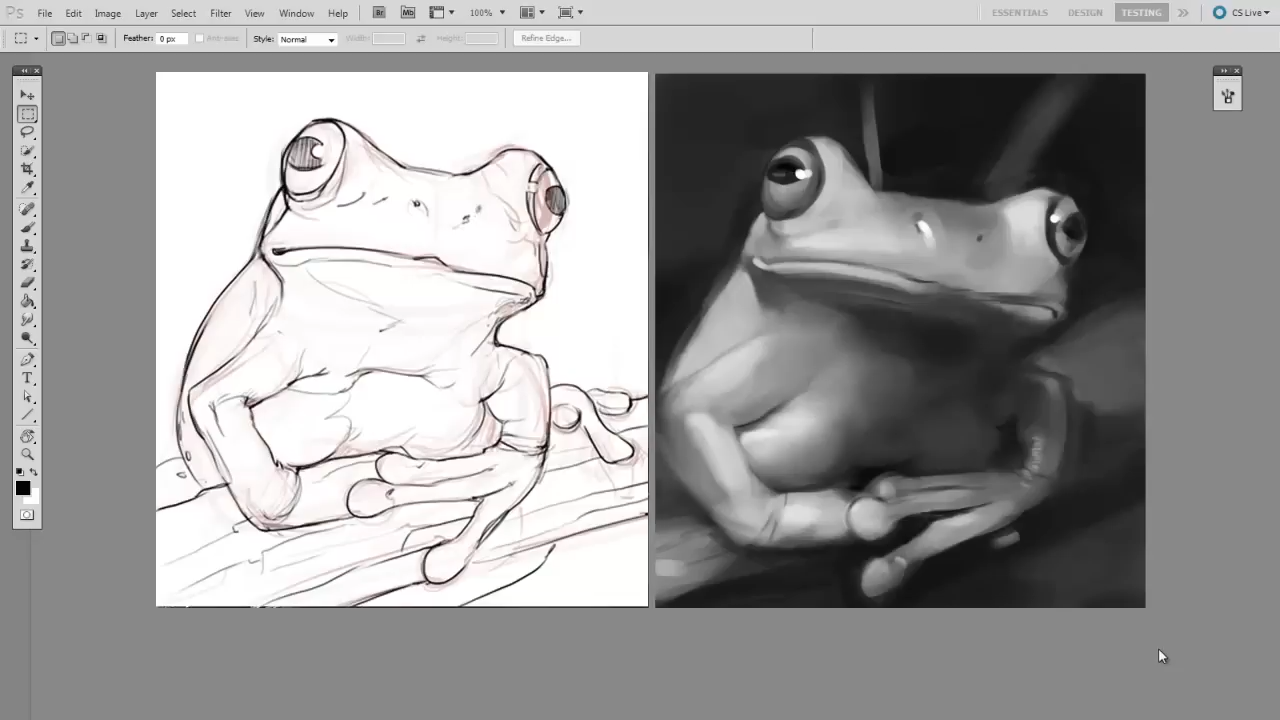 Ps File Edit Image Layer Select Filter View Window Help Br Mb 100% ESSENTIALS DESIGN TESTING CS Live
Feather: 0 px Anti-alias Style: Normal Width: Height: Refine Edge...
T